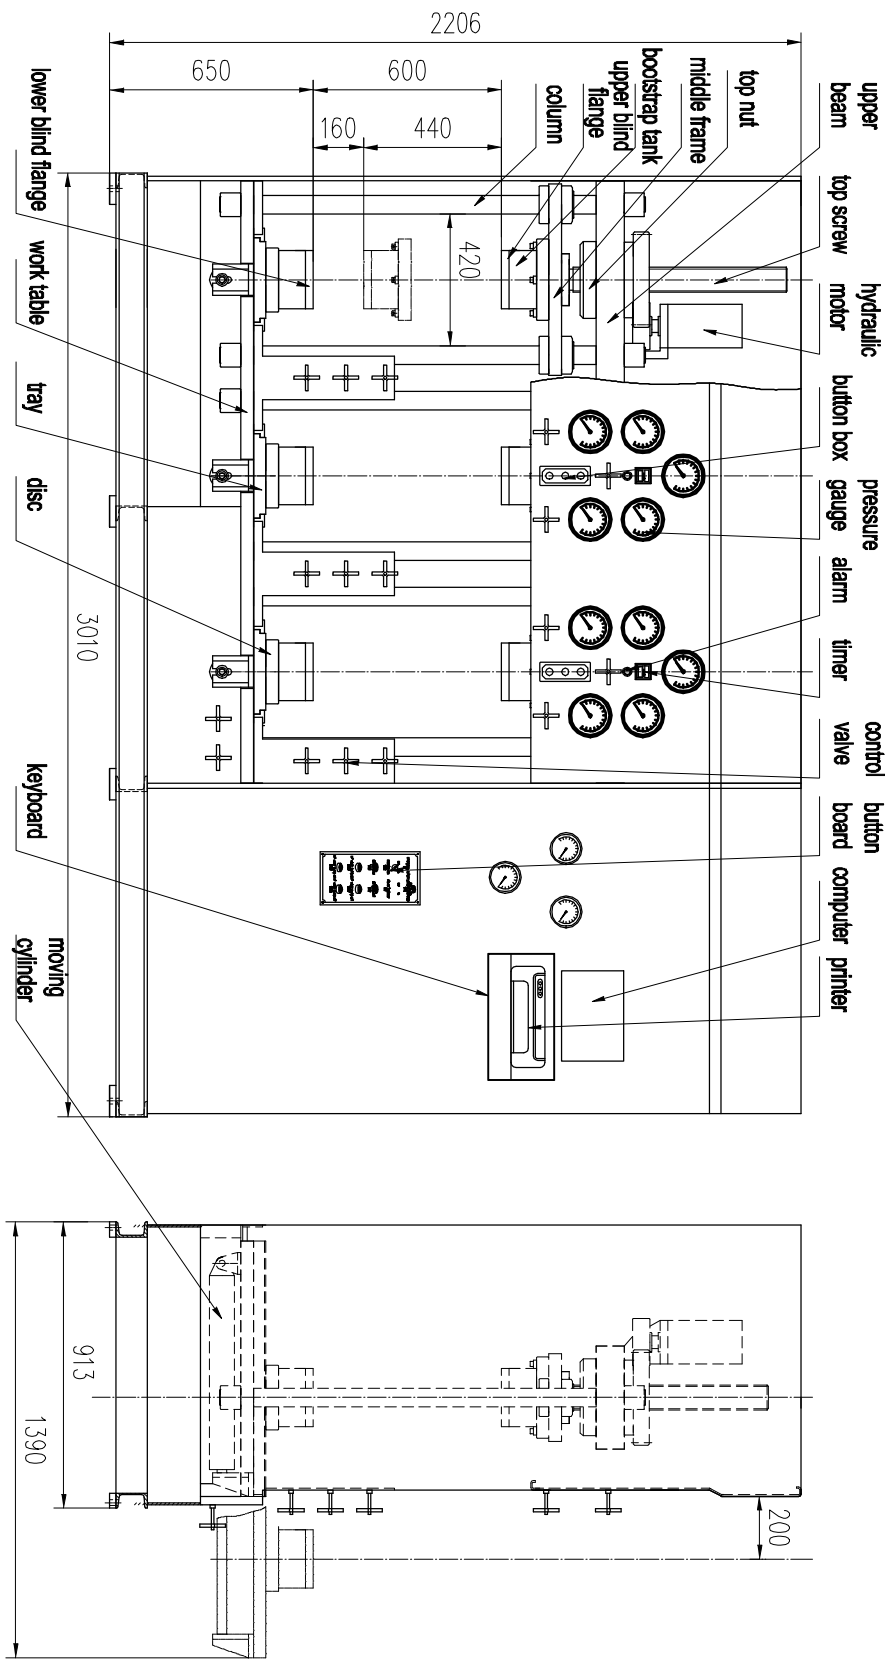 upper
beam
top screw
hydraulic
motor
button box
pressure
gauge
alarm
timer
control
valve
button
board
computer
printer
top nut
middle frame
bootstrap tank
upper blind
flange
column
lower blind flange
work table
tray
disc
keyboard
moving
cylinder
2206
650
600
160
440
420
3010
913
1390
200